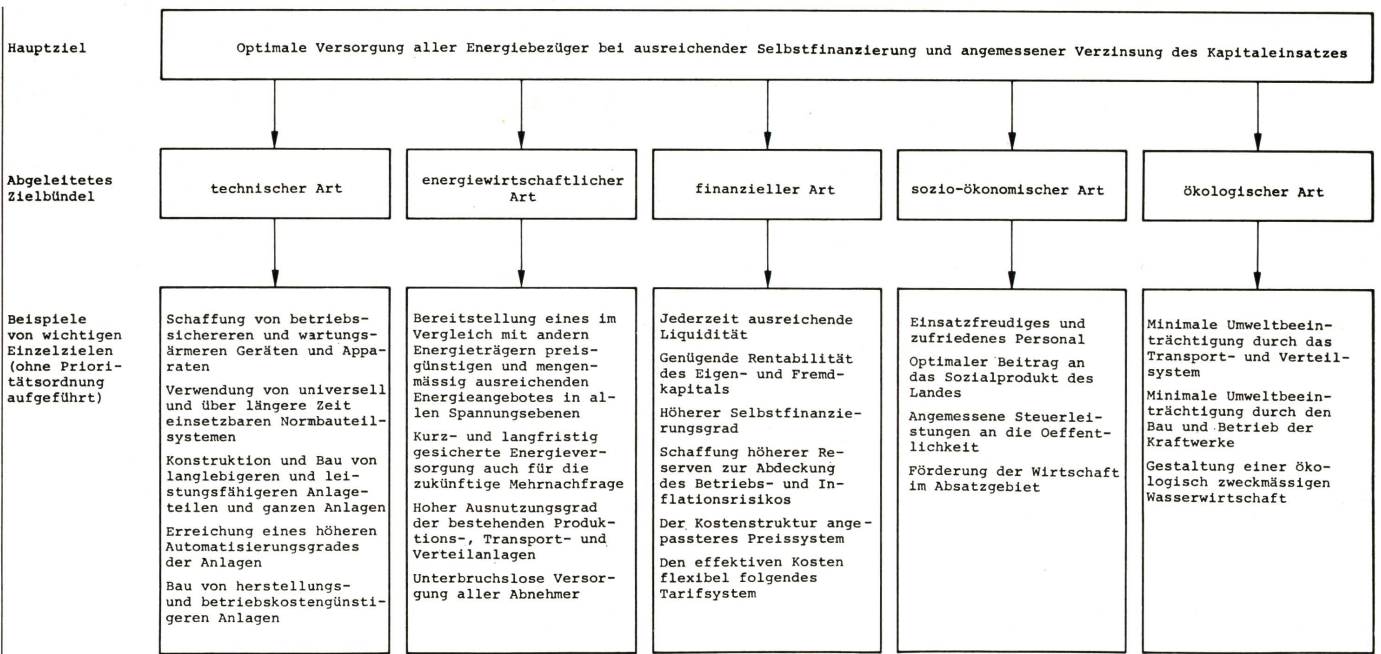 Hauptziel
Optimale Versorgung aller Energiebezüger bei ausreichender Selbstfinanzierung und angemessener Verzinsung des Kapitaleinsatzes
Abgeleitetes
Zielbündel
technischer Art
energiewirtschaftlicher
Art
finanzieller Art
sozio-ökonomischer Art
ökologischer Art
Beispiele
von wichtigen
Einzelzielen
(ohne Priori-
tätsordnung
aufgeführt)
Schaffung von betriebs-
sichereren und wartungs-
ärmeren Geräten und Appa-
raten
Verwendung von universell
und über längere Zeit
einsetzbaren Normbauteil-
systemen
Konstruktion und Bau von
langlebigeren und lei-
stungsfähigeren Anlage-
teilen und ganzen Anlagen
Erreichung eines höheren
Automatisierungsgrades
der Anlagen
Bau von herstellungs-
und betriebskostengünsti-
geren Anlagen
Bereitstellung eines im
Vergleich mit andern
Energieträgern preis-
günstigen und mengen-
mässig ausreichenden
Energieangebotes in al-
len Spannungsebenen
Kurz- und langfristig
gesicherte Energiever-
sorgung auch für die
zukünftige Mehrnachfrage
Hoher Ausnutzungsgrad
der bestehenden Produk-
tions-, Transport- und
Verteilanlagen
Unterbruchslose Versor-
gung aller Abnehmer
Jederzeit ausreichende
Liquidität
Genügende Rentabilität
des Eigen- und Fremd-
kapitals
Höherer Selbstfinanzie-
rungsgrad
Schaffung höherer Re-
serven zur Abdeckung
des Betriebs- und In-
flationsrisikos
Der Kostenstruktur ange-
passteres Preissystem
Den effektiven Kosten
flexibel folgendes
Tarifsystem
Einsatzfreudiges und
zufriedenes Personal
Optimaler Beitrag an
das Sozialprodukt des
Landes
Angemessene Steuerlei-
stungen an die Oeffent-
lichkeit
Förderung der Wirtschaft
im Absatzgebiet
Minimale Umweltbeein-
trächtigung durch das
Transport- und Verteil-
system
Minimale Umweltbeein-
trächtigung durch den
Bau und Betrieb der
Kraftwerke
Gestaltung einer öko-
logisch zweckmässigen
Wasserwirtschaft